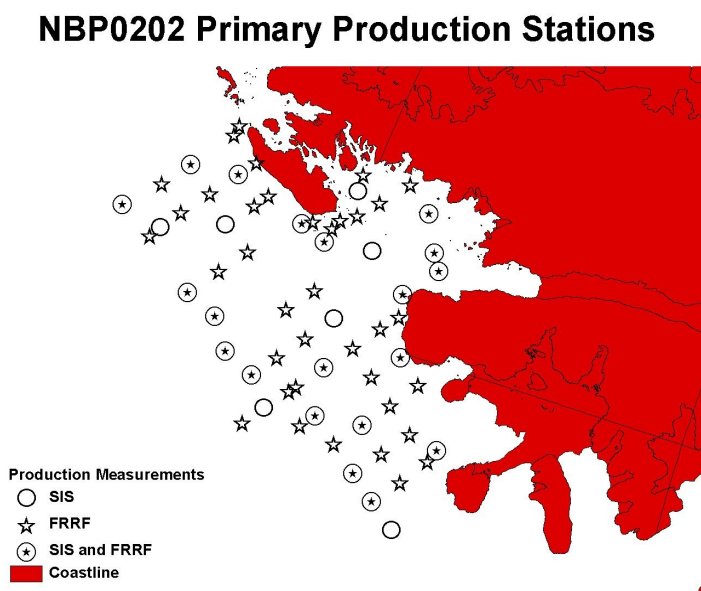 NBP0202 Primary Production Stations
Production Measurements
SIS
FRRF
SIS and FRRF
Coastline